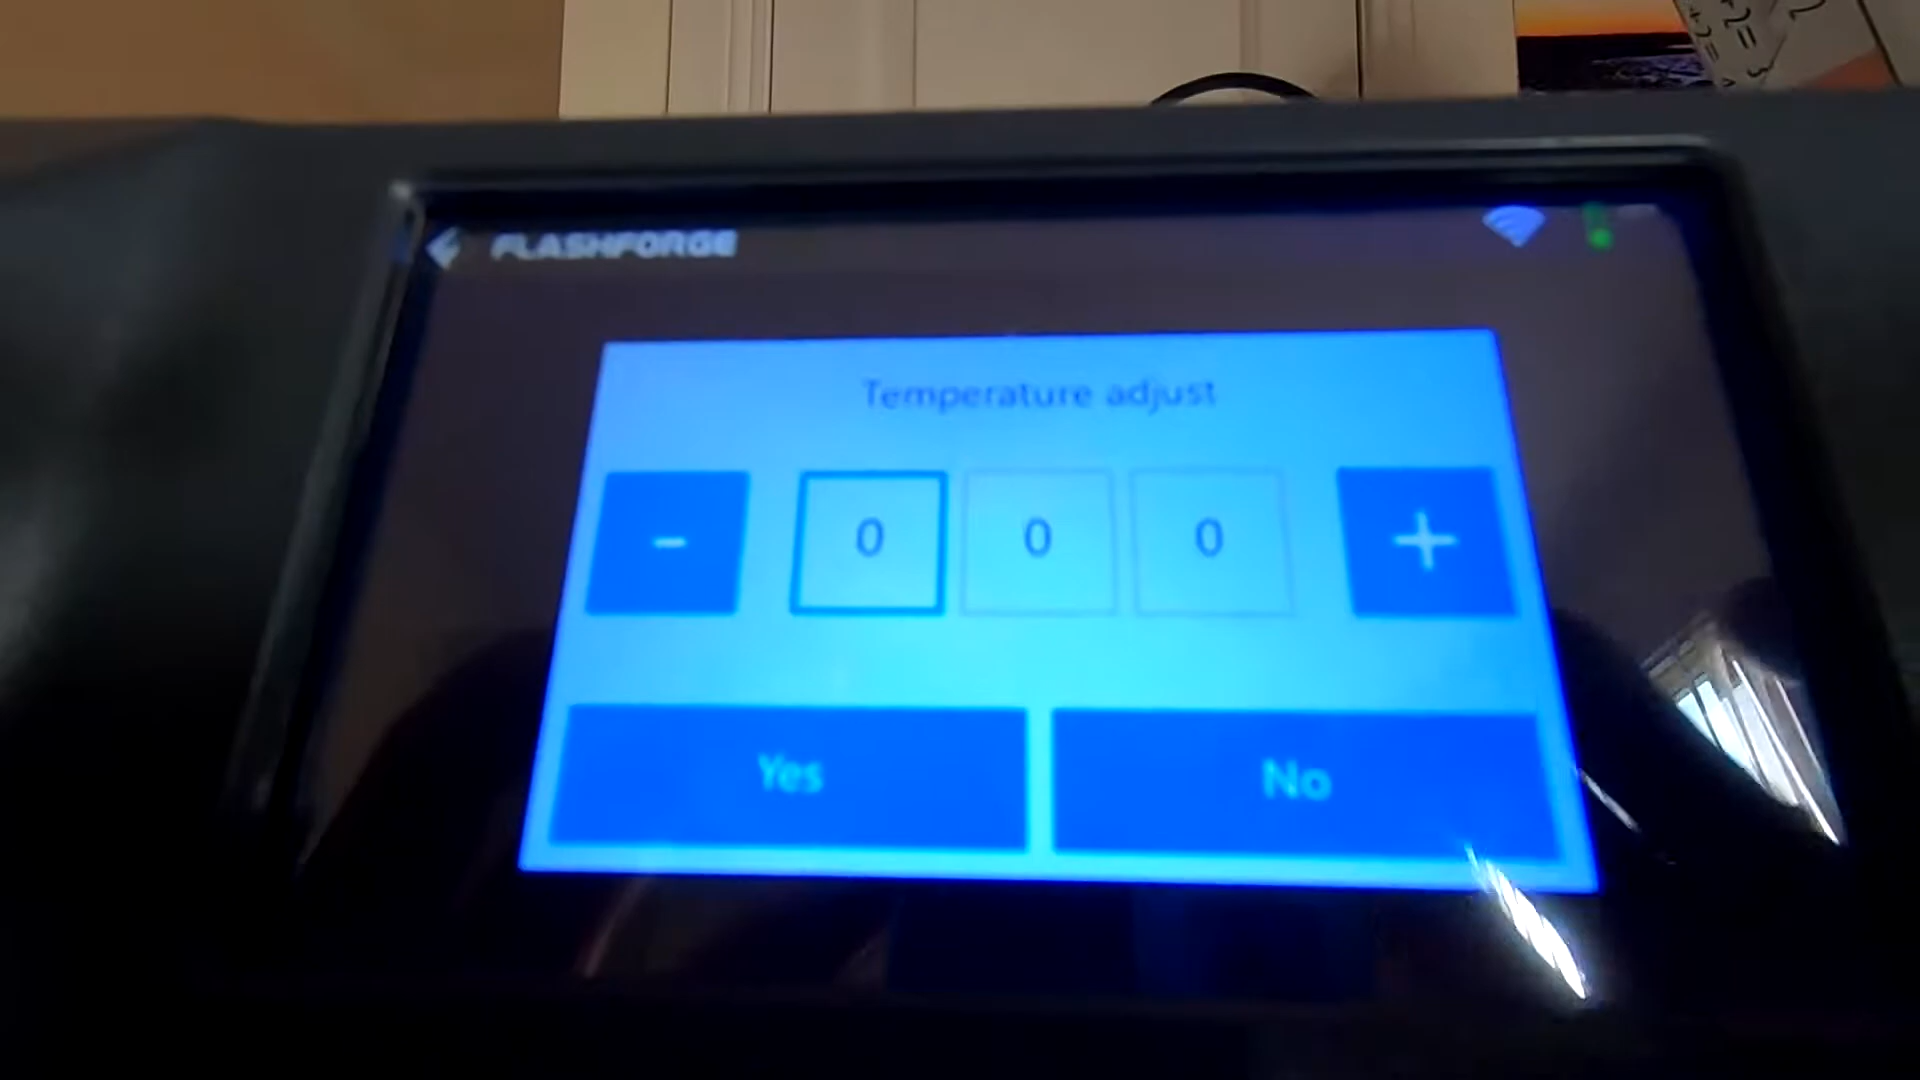 FLASHFORGE
Temperature adjust
- 0 0 0 +
Yes No